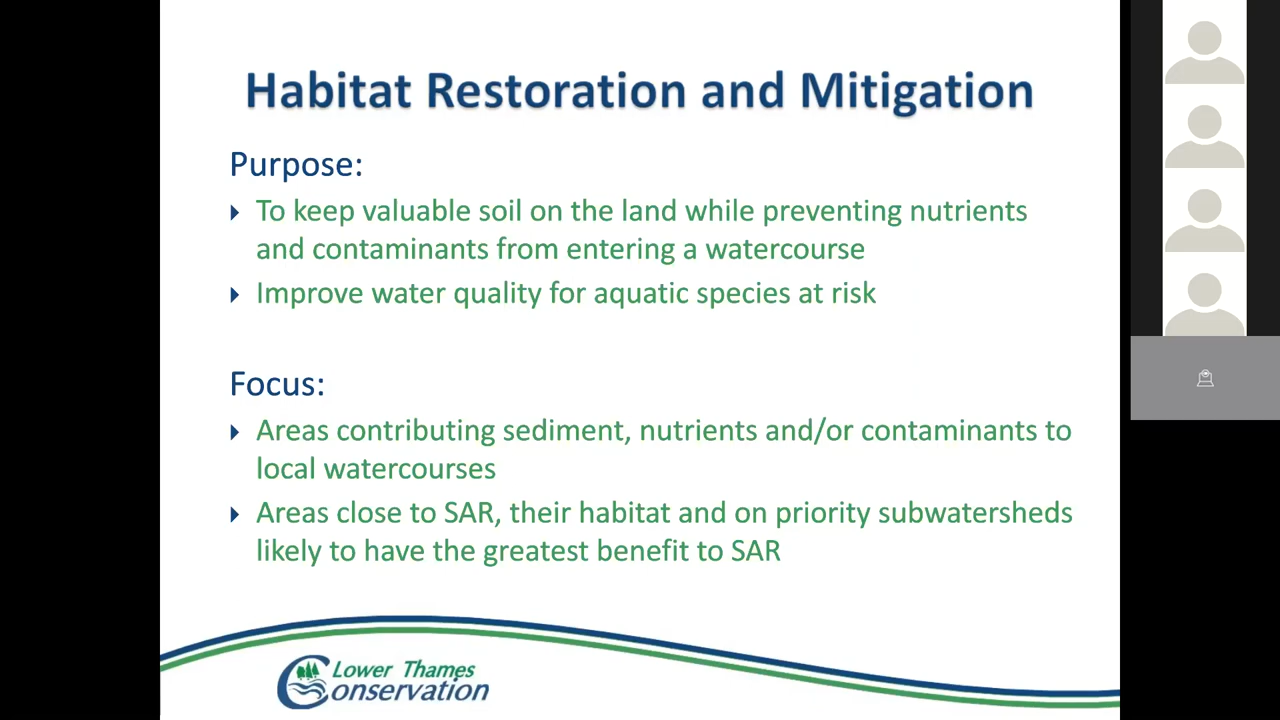 Habitat Restoration and Mitigation
Purpose:
To keep valuable soil on the land while preventing nutrients
and contaminants from entering a watercourse
Improve water quality for aquatic species at risk
Focus:
Areas contributing sediment, nutrients and/or contaminants to
local watercourses
Areas close to SAR, their habitat and on priority subwatersheds
likely to have the greatest benefit to SAR
Lower Thames
Conservation